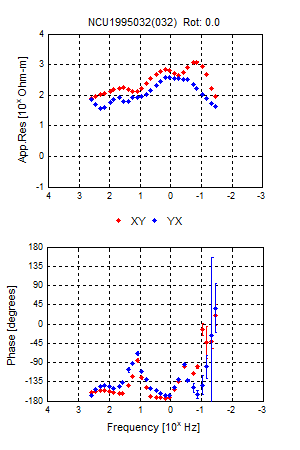 NCU1995032(032) Rot: 0.0
App.Res [10ˣ Ohm-m]
4
3
2
1
0
-1
4 3 2 1 0 -1 -2 -3
XY YX
Phase [degrees]
180
135
90
45
0
-45
-90
-135
-180
4 3 2 1 0 -1 -2 -3
Frequency [10ˣ Hz]